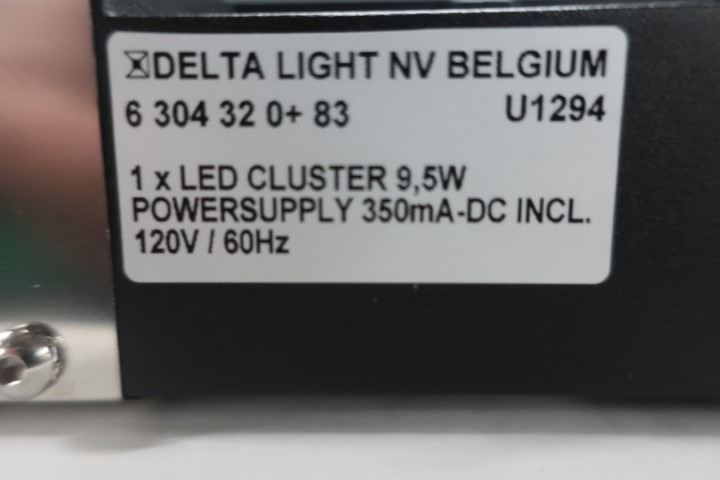 DELTA LIGHT NV BELGIUM
6 304 32 0+ 83 U1294
1 x LED CLUSTER 9,5W
POWERSUPPLY 350mA-DC INCL.
120V / 60Hz